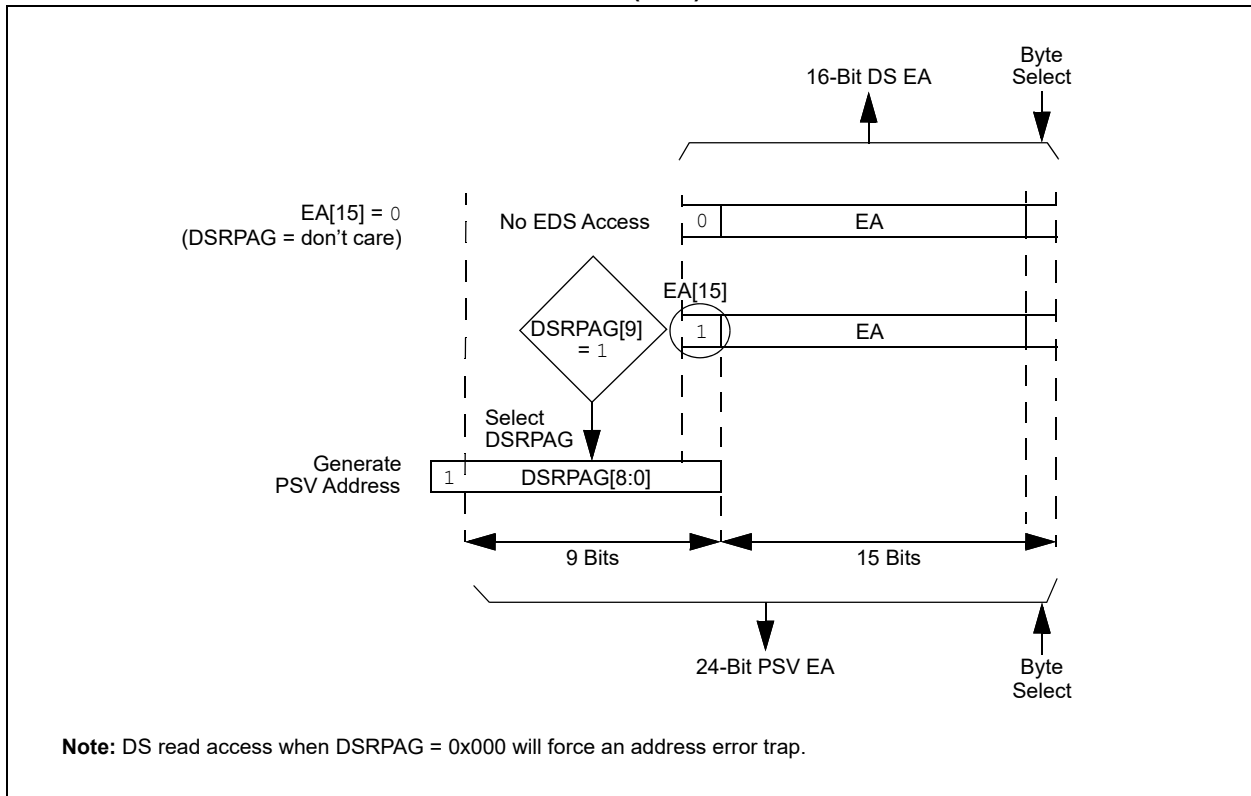 16-Bit DS EA
Byte
Select
EA[15] = 0
(DSRPAG = don't care)
No EDS Access
0
EA
EA[15]
DSRPAG[9]
= 1
1
EA
Select
DSRPAG
Generate
PSV Address
1
DSRPAG[8:0]
9 Bits
15 Bits
24-Bit PSV EA
Byte
Select
Note: DS read access when DSRPAG = 0x000 will force an address error trap.